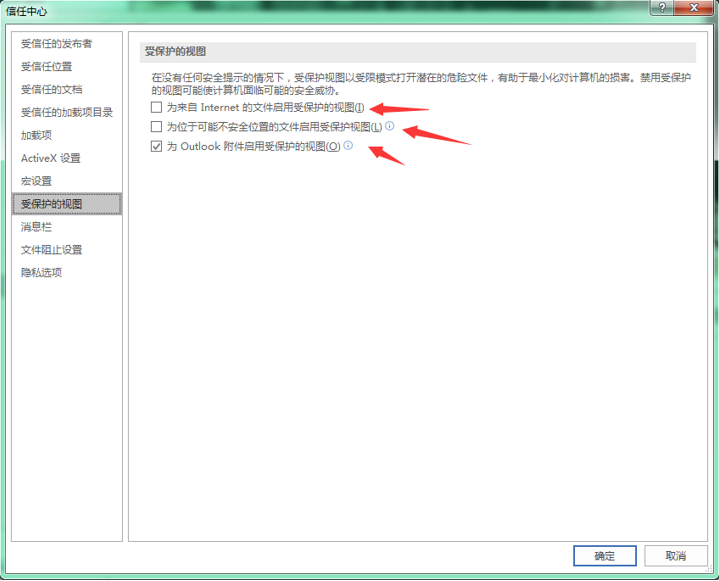 信任中心
受信任的发布者
受信任位置
受信任的文档
受信任的加载项目录
加载项
ActiveX 设置
宏设置
受保护的视图
消息栏
文件阻止设置
隐私选项
受保护的视图
在没有任何安全提示的情况下，受保护视图以受限模式打开潜在的危险文件，有助于最小化对计算机的损害。禁用受保护
的视图可能使计算机面临可能的安全威胁。
为来自 Internet 的文件启用受保护的视图(I)
为位于可能不安全位置的文件启用受保护视图(L)
为 Outlook 附件启用受保护的视图(O)
确定
取消